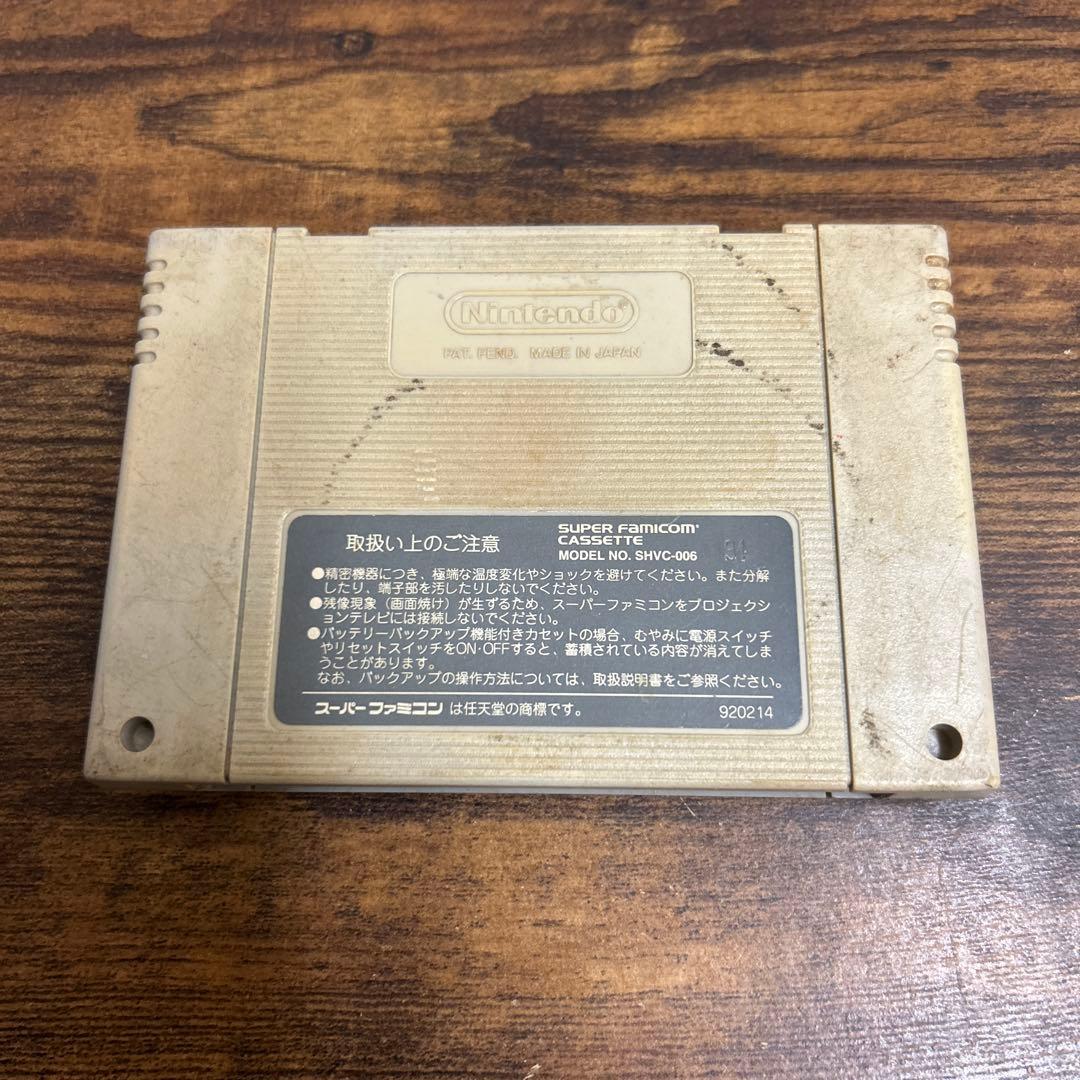 Nintendo®
PAT. PEND. MADE IN JAPAN
取扱い上のご注意
SUPER FAMICOM®
CASSETTE
MODEL NO. SHVC-006
●精密機器につき、極端な温度変化やショックを避けてください。また分解
したり、端子部を汚したりしないでください。
●残像現象(画面焼け)が生ずるため、スーパーファミコンをプロジェクシ
ョンテレビには接続しないでください。
●バッテリーバックアップ機能付きカセットの場合、むやみに電源スイッチ
やリセットスイッチをON・OFFすると、蓄積されている内容が消えてしま
うことがあります。
なお、バックアップの操作方法については、取扱説明書をご参照ください。
スーパーファミコン は任天堂の商標です。
920214